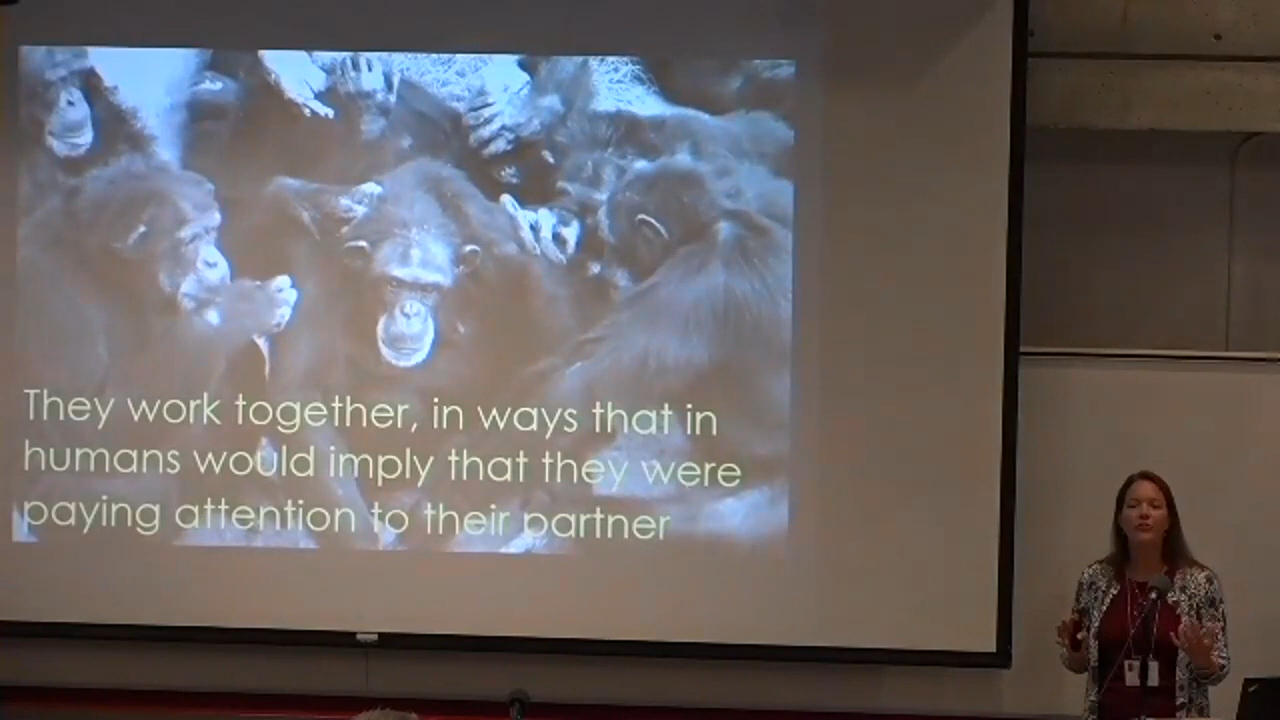 They work together, in ways that in
humans would imply that they were
paying attention to their partner